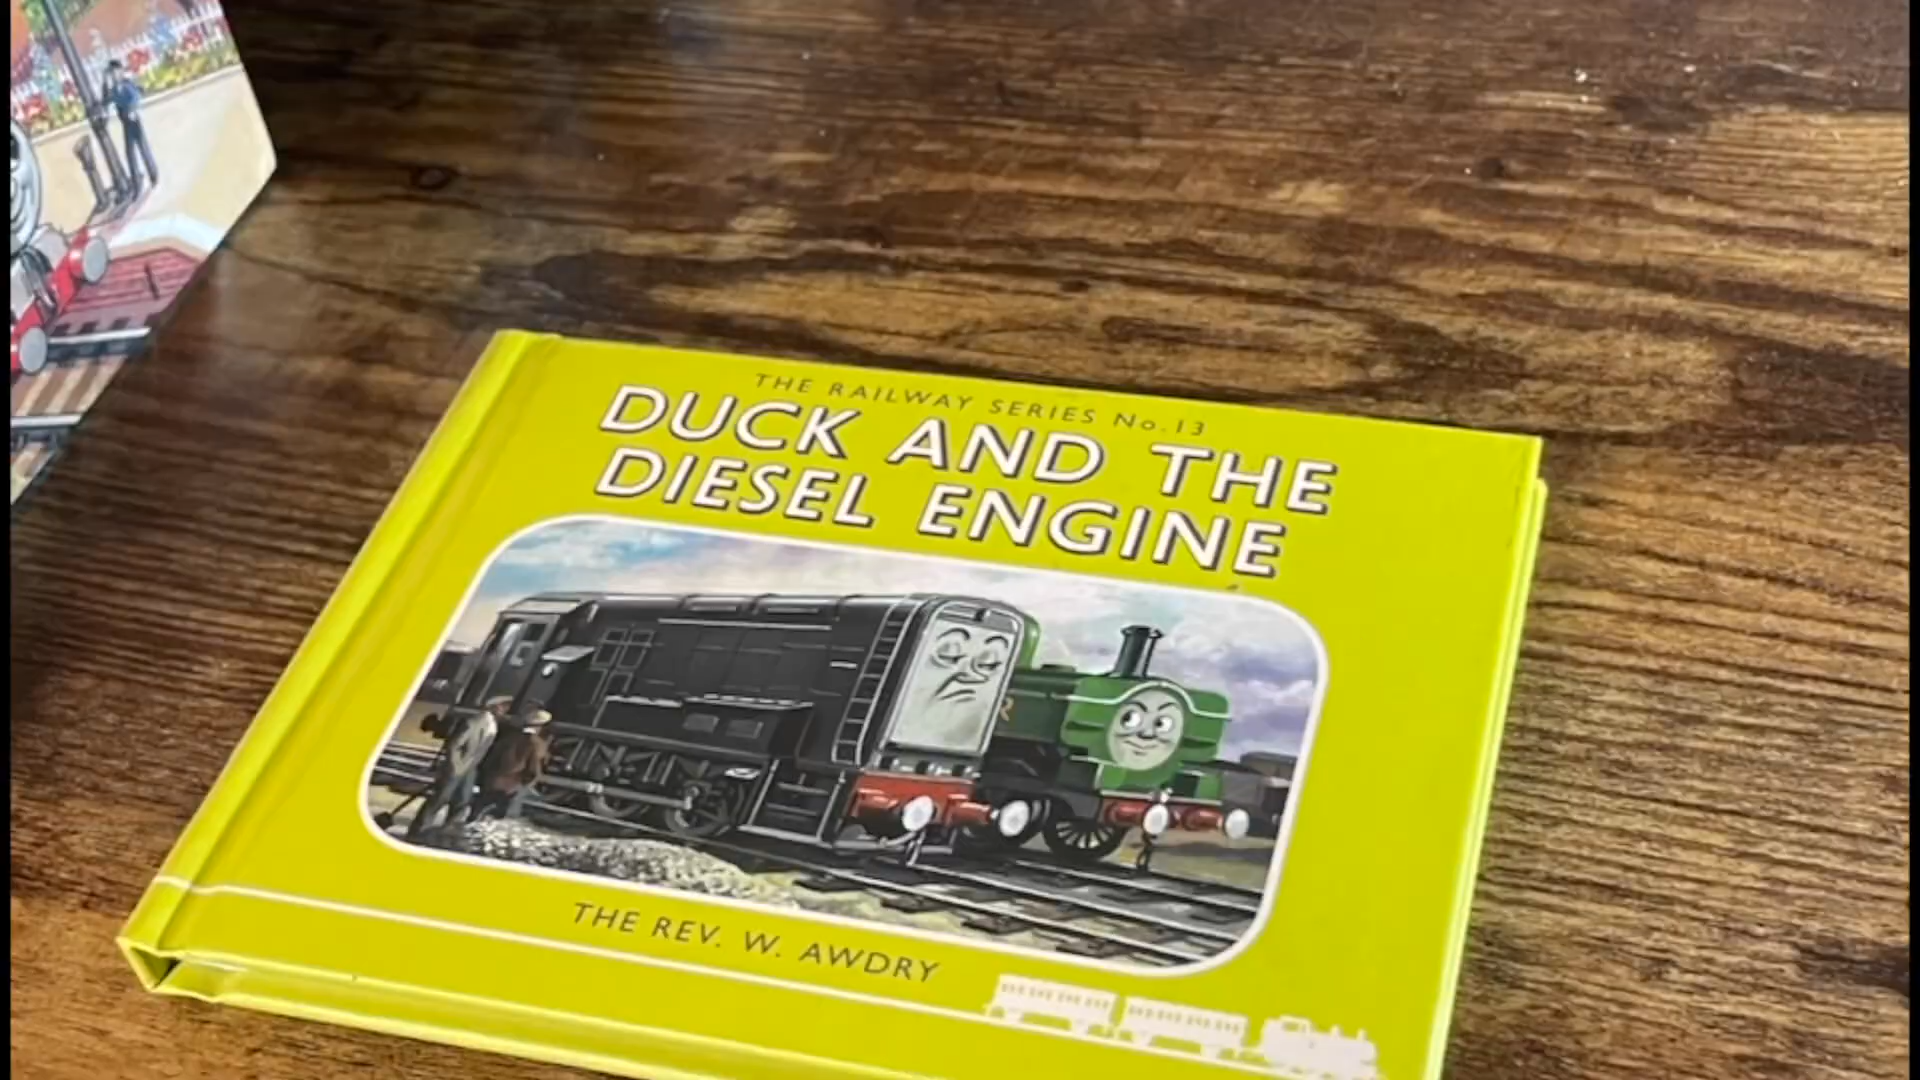 THE RAILWAY SERIES No.13
DUCK AND THE
DIESEL ENGINE
THE REV. W. AWDRY